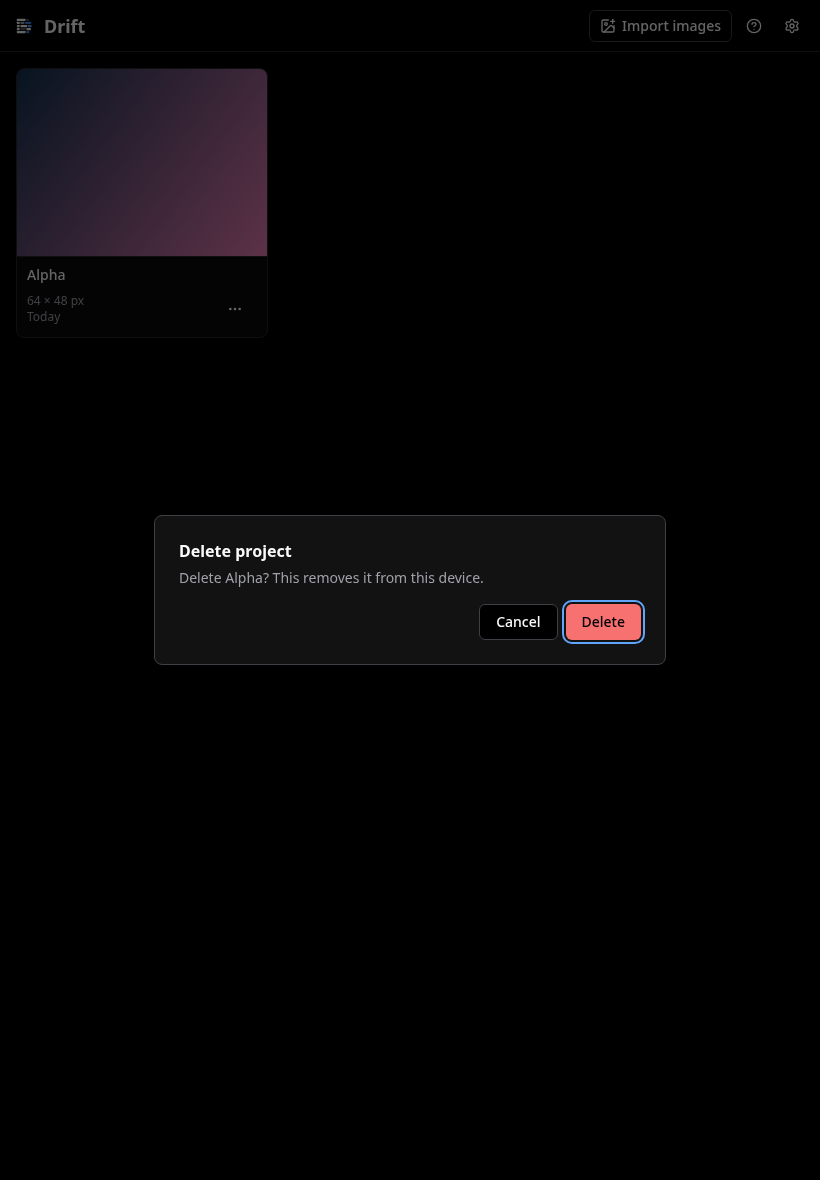 Drift
Import images
Alpha
64 × 48 px
Today
Delete project
Delete Alpha? This removes it from this device.
Cancel
Delete